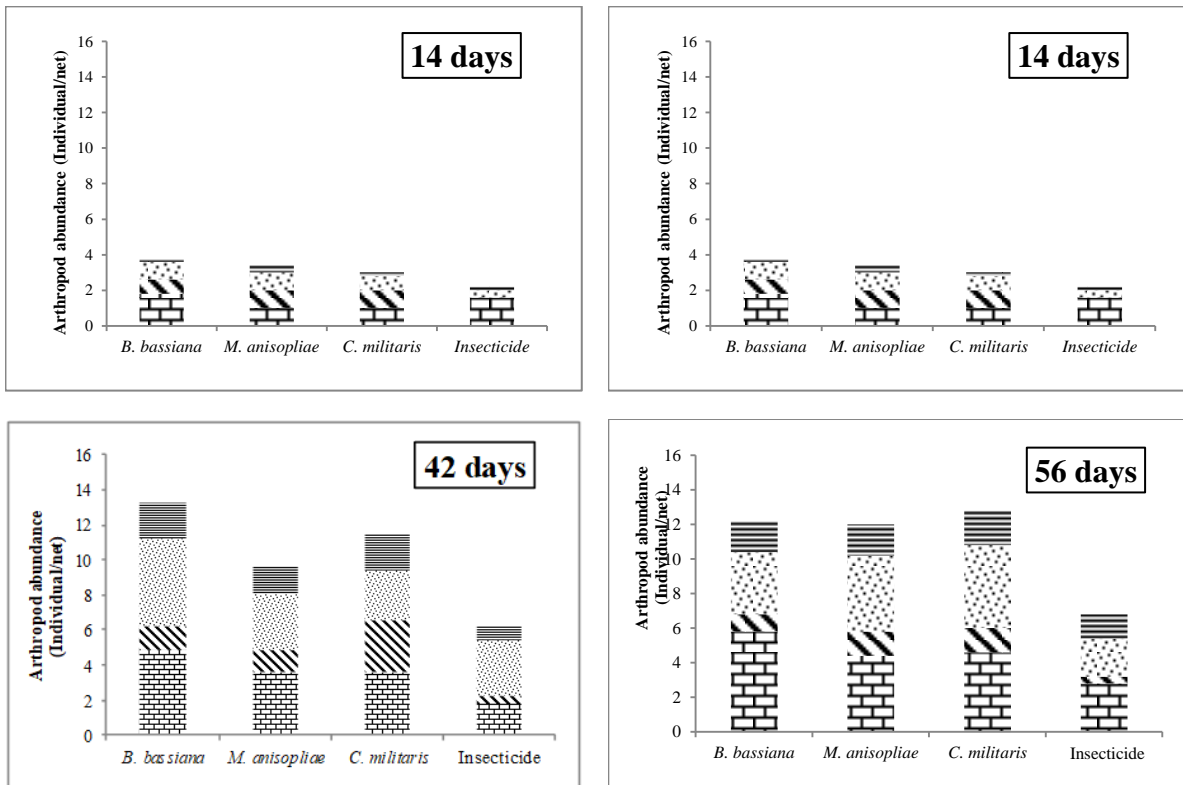 14 days
Arthropod abundance (Individual/net)
16
14
12
10
8
6
4
2
0
B. bassiana M. anisopliae C. militaris Insecticide
14 days
Arthropod abundance (Individual/net)
16
14
12
10
8
6
4
2
0
B. bassiana M. anisopliae C. militaris Insecticide
42 days
Arthropod abundance
(Individual/net)
16
14
12
10
8
6
4
2
0
B. bassiana M. anisopliae C. militaris Insecticide
56 days
Arthropod abundance
(Individual/net)
16
14
12
10
8
6
4
2
0
B. bassiana M. anisopliae C. militaris Insecticide